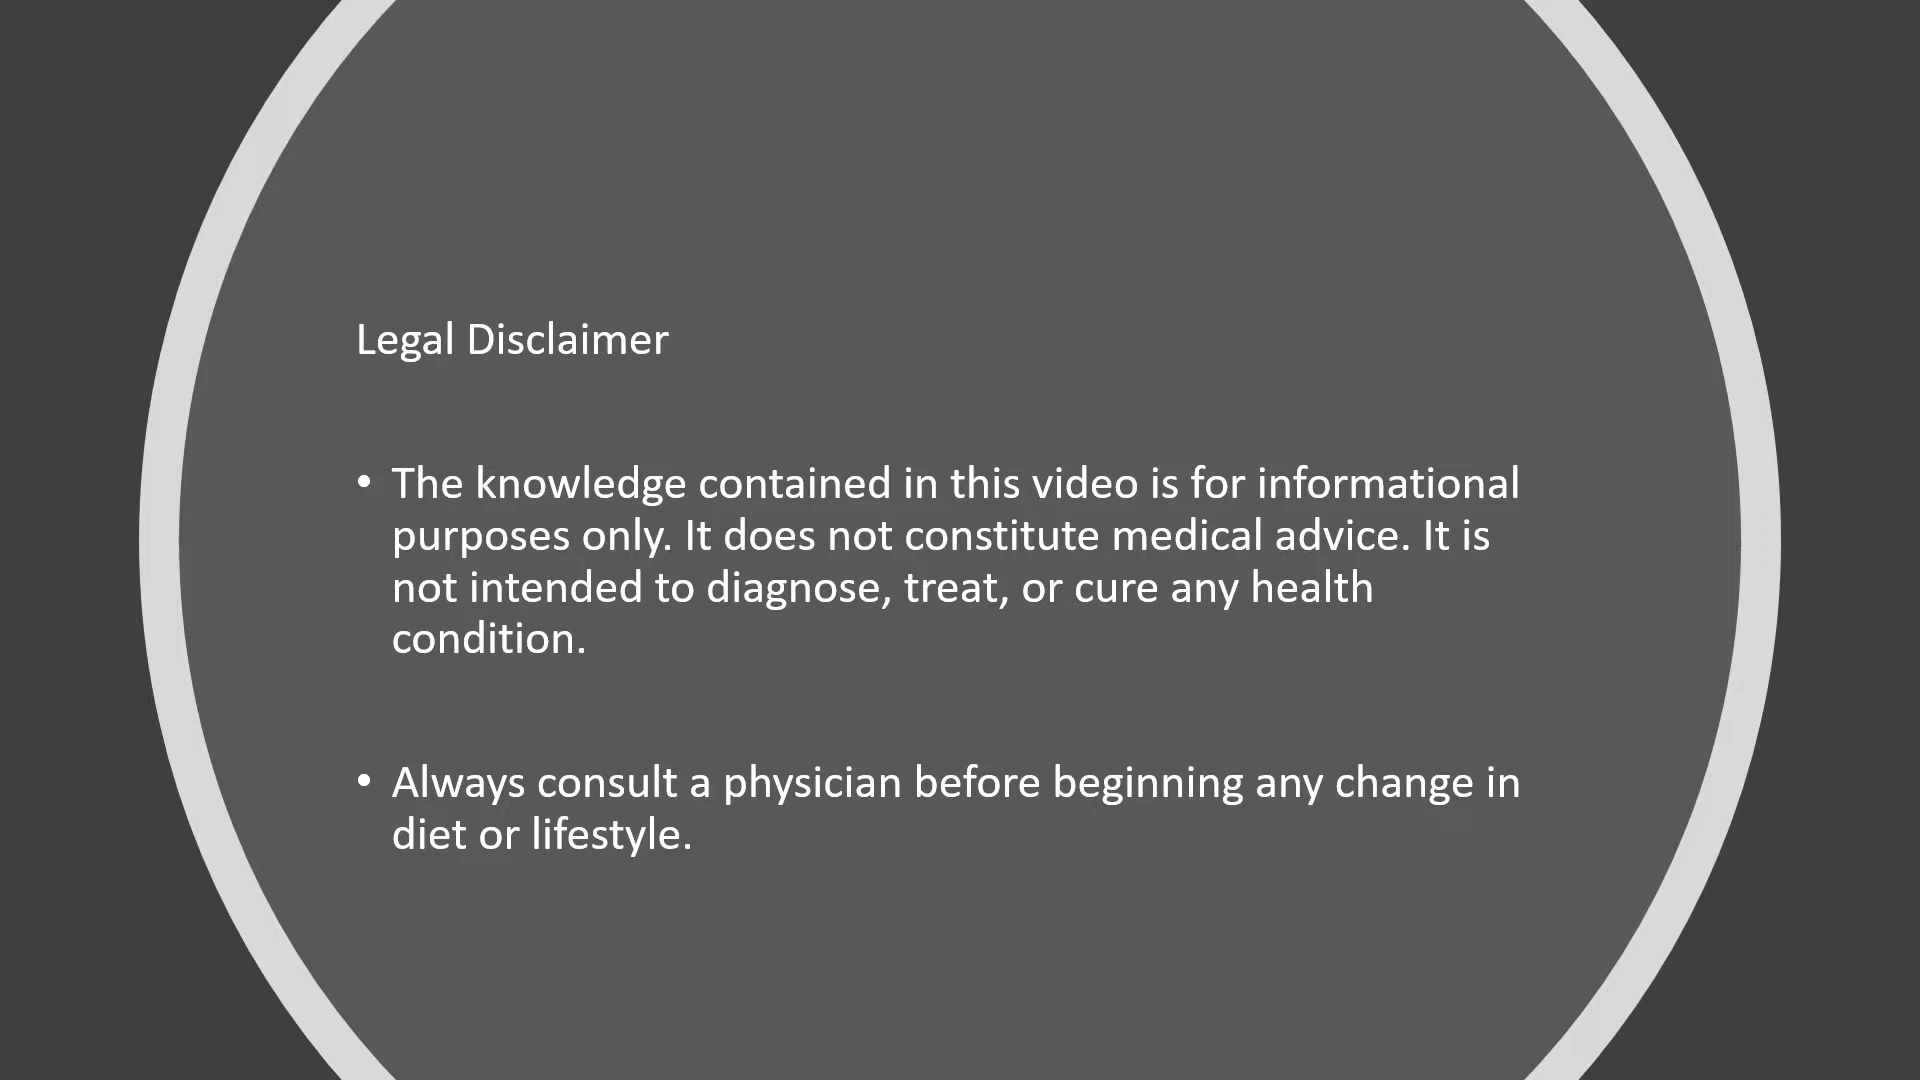 Legal Disclaimer
• The knowledge contained in this video is for informational
purposes only. It does not constitute medical advice. It is
not intended to diagnose, treat, or cure any health
condition.
• Always consult a physician before beginning any change in
diet or lifestyle.